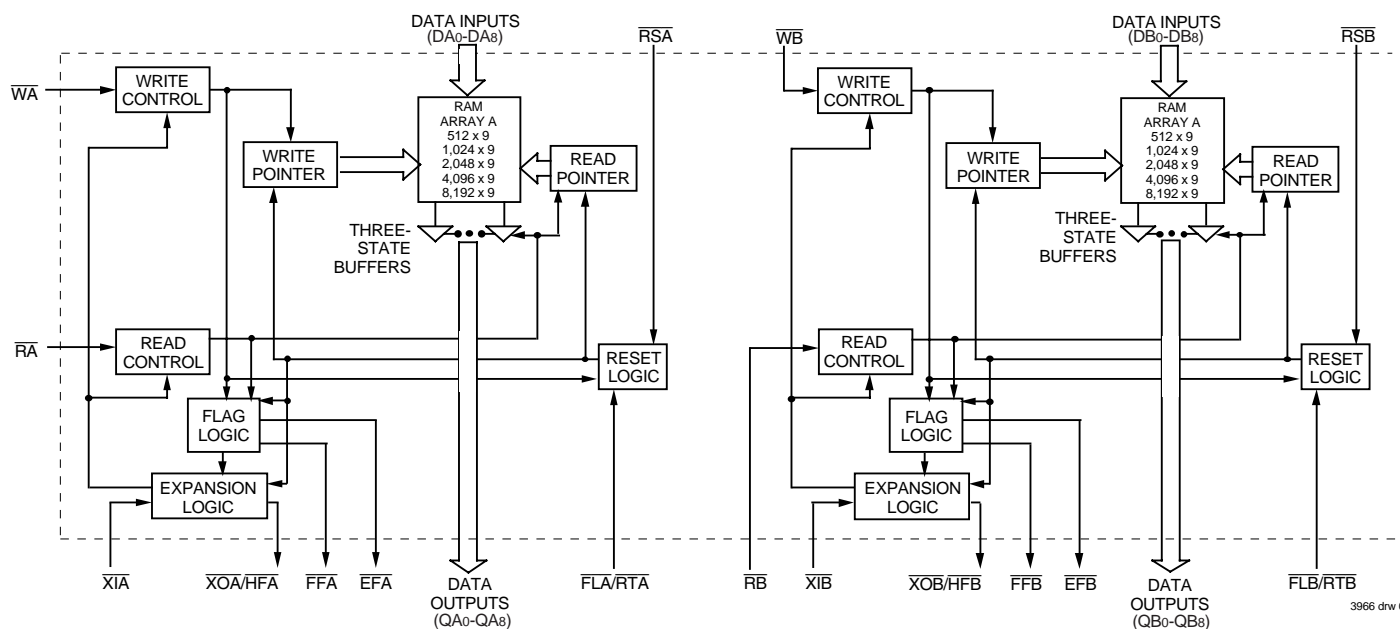 DATA INPUTS
(DA0-DA8)
RSA
WA
WRITE
CONTROL
RAM
ARRAY A
512 x 9
1,024 x 9
2,048 x 9
4,096 x 9
8,192 x 9
WRITE
POINTER
READ
POINTER
THREE-
STATE
BUFFERS
RA
READ
CONTROL
RESET
LOGIC
FLAG
LOGIC
EXPANSION
LOGIC
XIA
XOA/HFA
FFA
EFA
DATA
OUTPUTS
(QA0-QA8)
FLA/RTA
WB
DATA INPUTS
(DB0-DB8)
RSB
WRITE
CONTROL
RAM
ARRAY A
512 x 9
1,024 x 9
2,048 x 9
4,096 x 9
8,192 x 9
WRITE
POINTER
READ
POINTER
THREE-
STATE
BUFFERS
READ
CONTROL
RESET
LOGIC
FLAG
LOGIC
EXPANSION
LOGIC
RB
XIB
XOB/HFB
FFB
EFB
DATA
OUTPUTS
(QB0-QB8)
FLB/RTB
3966 drw